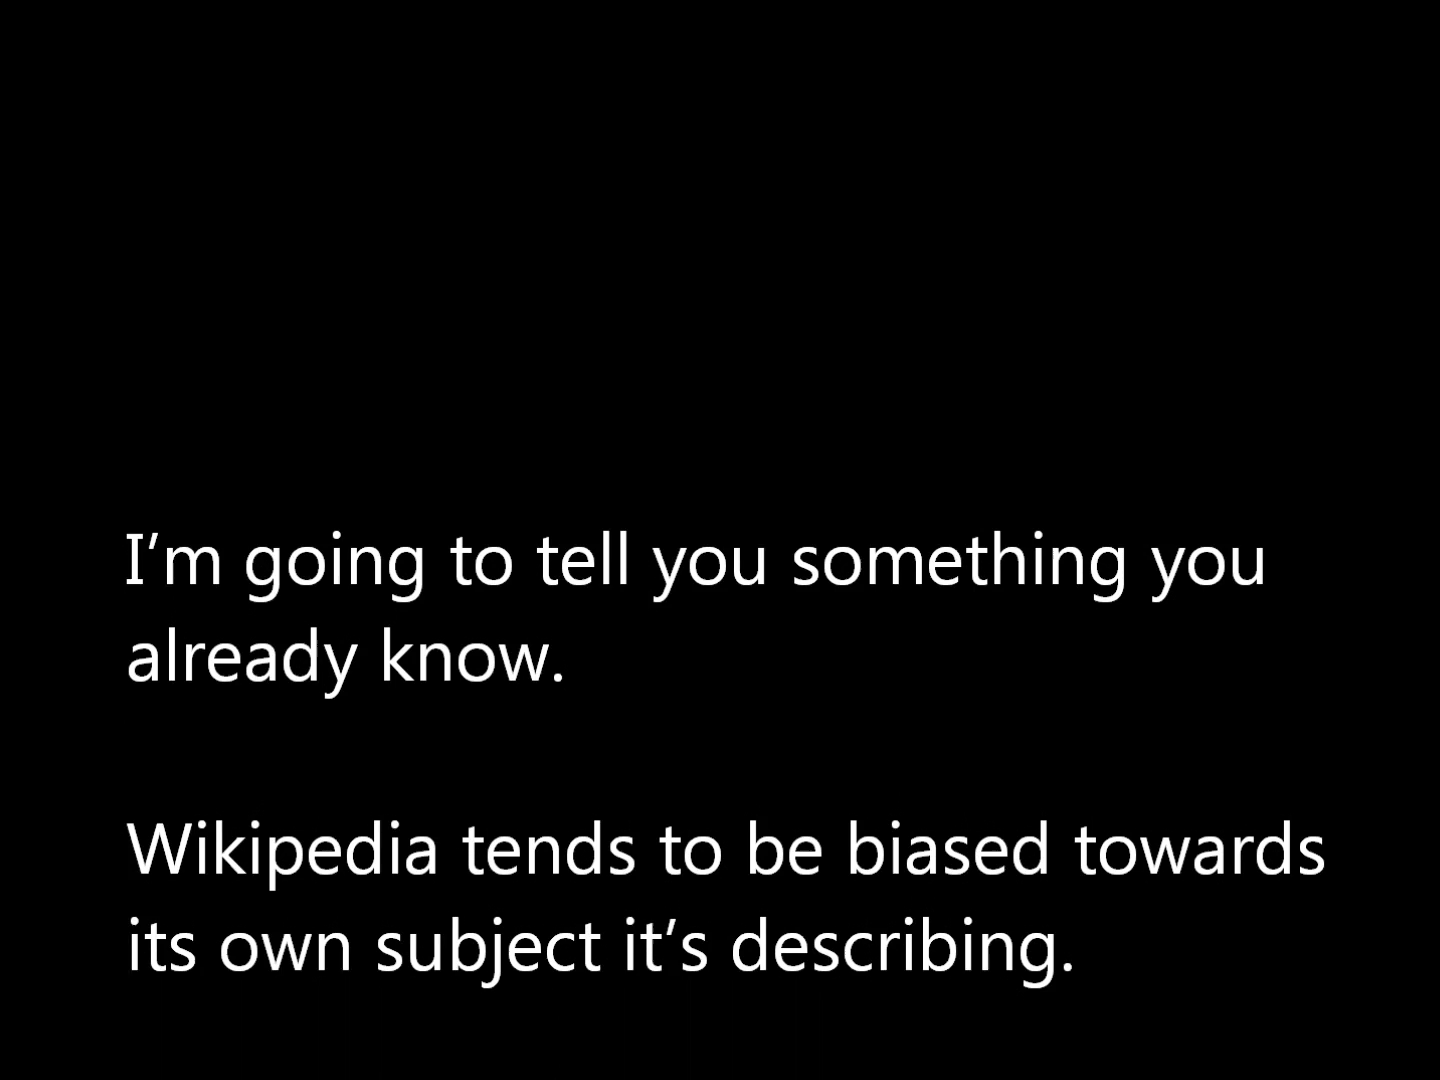 I’m going to tell you something you
already know.
Wikipedia tends to be biased towards
its own subject it’s describing.